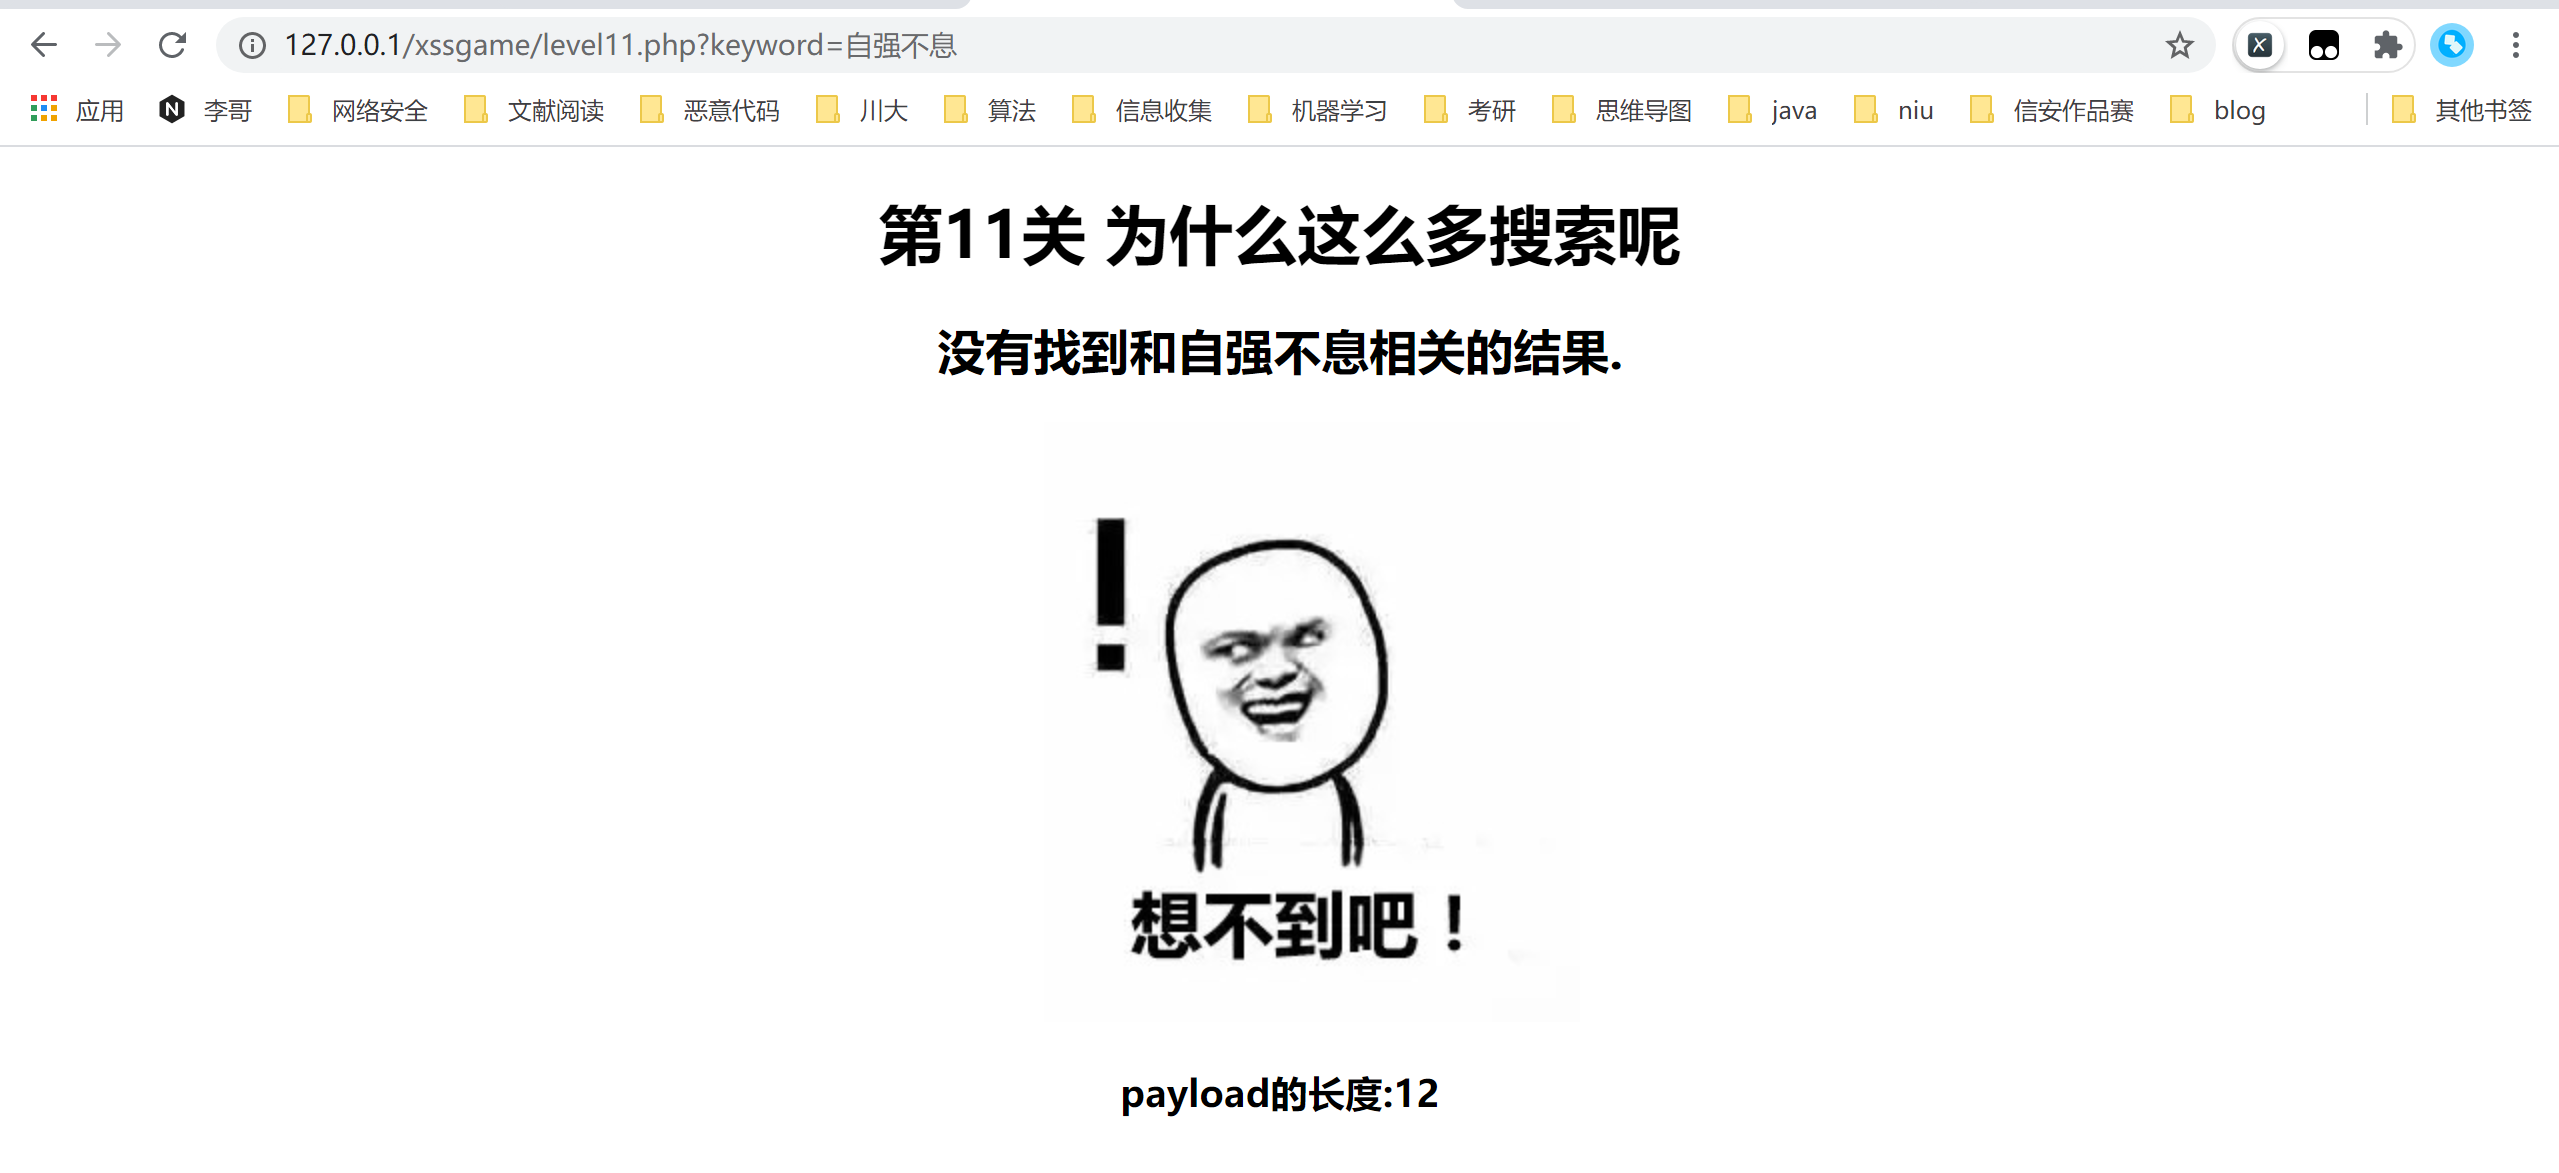 127.0.0.1/xssgame/level11.php?keyword=自强不息
应用 李哥 网络安全 文献阅读 恶意代码 川大 算法 信息收集 机器学习 考研 思维导图 java niu 信安作品赛 blog 其他书签
第11关 为什么这么多搜索呢
没有找到和自强不息相关的结果.
!
想不到吧！
payload的长度:12